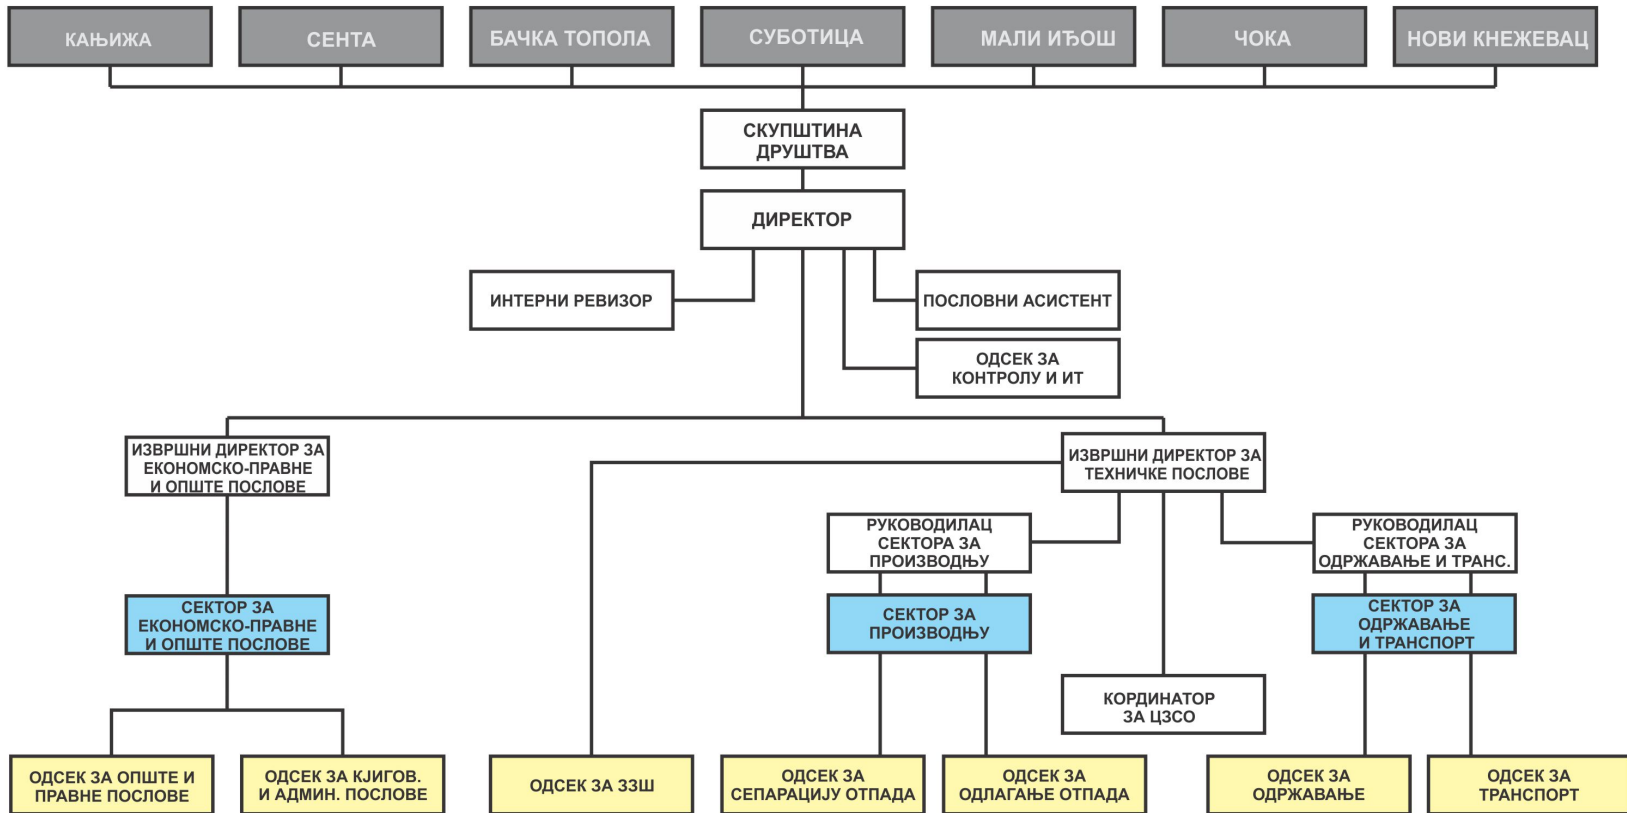 КАЊИЖА
СЕНТА
БАЧКА ТОПОЛА
СУБОТИЦА
МАЛИ ИЂОШ
ЧОКА
НОВИ КНЕЖЕВАЦ
СКУПШТИНА
ДРУШТВА
ДИРЕКТОР
ИНТЕРНИ РЕВИЗОР
ПОСЛОВНИ АСИСТЕНТ
ОДСЕК ЗА
КОНТРОЛУ И ИТ
ИЗВРШНИ ДИРЕКТОР ЗА
ЕКОНОМСКО-ПРАВНЕ
И ОПШТЕ ПОСЛОВЕ
ИЗВРШНИ ДИРЕКТОР ЗА
ТЕХНИЧКЕ ПОСЛОВЕ
РУКОВОДИЛАЦ
СЕКТОРА ЗА
ПРОИЗВОДЊУ
РУКОВОДИЛАЦ
СЕКТОРА ЗА
ОДРЖАВАЊЕ И ТРАНС.
СЕКТОР ЗА
ЕКОНОМСКО-ПРАВНЕ
И ОПШТЕ ПОСЛОВЕ
СЕКТОР ЗА
ПРОИЗВОДЊУ
СЕКТОР ЗА
ОДРЖАВАЊЕ
И ТРАНСПОРТ
КОРДИНАТОР
ЗА ЦЗСО
ОДСЕК ЗА ОПШТЕ И
ПРАВНЕ ПОСЛОВЕ
ОДСЕК ЗА КЈИГОВ.
И АДМИН. ПОСЛОВЕ
ОДСЕК ЗА ЗЗШ
ОДСЕК ЗА
СЕПАРАЦИЈУ ОТПАДА
ОДСЕК ЗА
ОДЛАГАЊЕ ОТПАДА
ОДСЕК ЗА
ОДРЖАВАЊЕ
ОДСЕК ЗА
ТРАНСПОРТ